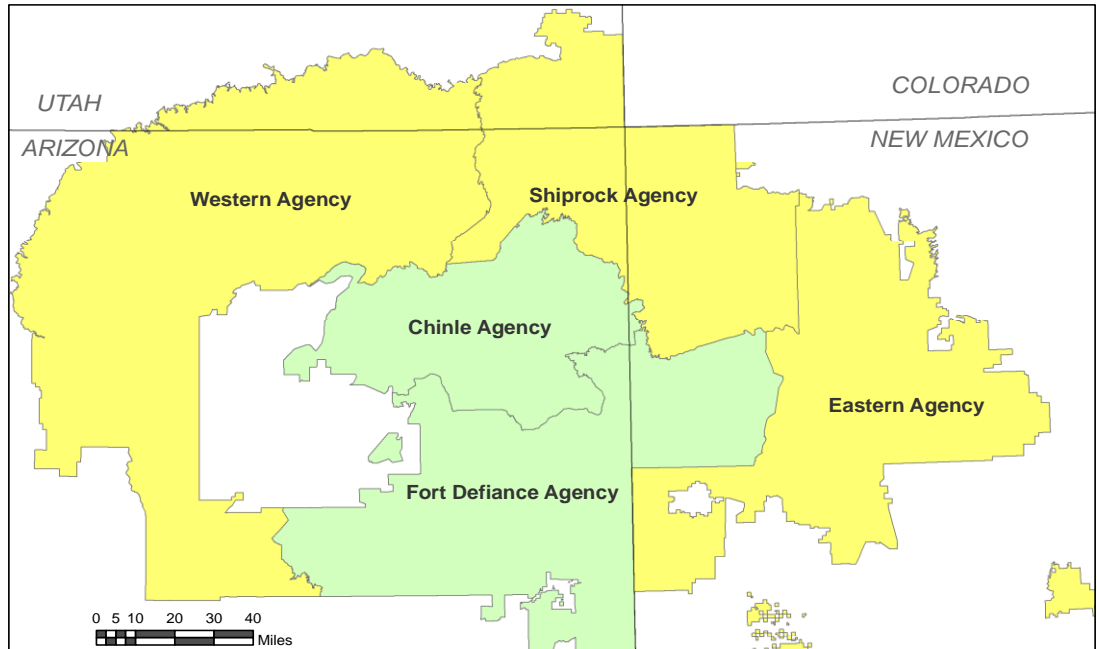 UTAH
COLORADO
ARIZONA
NEW MEXICO
Western Agency
Shiprock Agency
Chinle Agency
Eastern Agency
Fort Defiance Agency
0 5 10 20 30 40
Miles